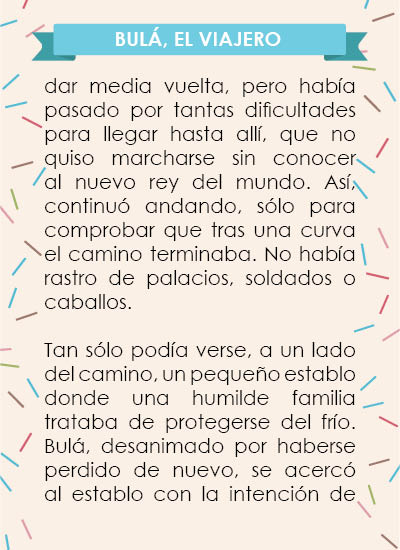 BULÁ, EL VIAJERO
dar media vuelta, pero había
pasado por tantas dificultades
para llegar hasta allí, que no
quiso marcharse sin conocer
al nuevo rey del mundo. Así,
continuó andando, sólo para
comprobar que tras una curva
el camino terminaba. No había
rastro de palacios, soldados o
caballos.
Tan sólo podía verse, a un lado
del camino, un pequeño establo
donde una humilde familia
trataba de protegerse del frío.
Bulá, desanimado por haberse
perdido de nuevo, se acercó
al establo con la intención de